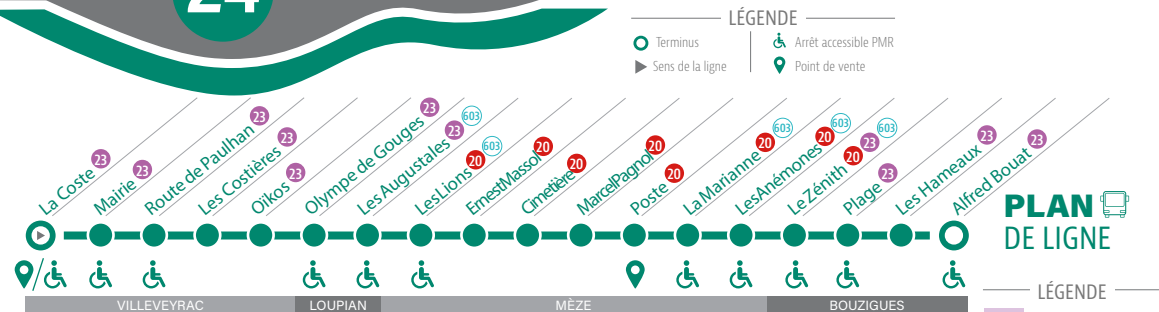 24
LÉGENDE
Terminus
Arrêt accessible PMR
Sens de la ligne
Point de vente
La Coste 23
Mairie 23
Route de Paulhan 23
Les Costières 23
Oïkos 23
Olympe de Gouges 23
Les Augustales 23 603
Les Lions 20 603
Ernest Massol 20
Cimetière 20
Marcel Pagnol 20
Poste 20
La Marianne 20 603
Les Anémones 20 603
Le Zénith 20 23 603
Plage 23
Les Hameaux 23
Alfred Bouat 23
PLAN
DE LIGNE
VILLEVEYRAC
LOUPIAN
MÈZE
BOUZIGUES
LÉGENDE